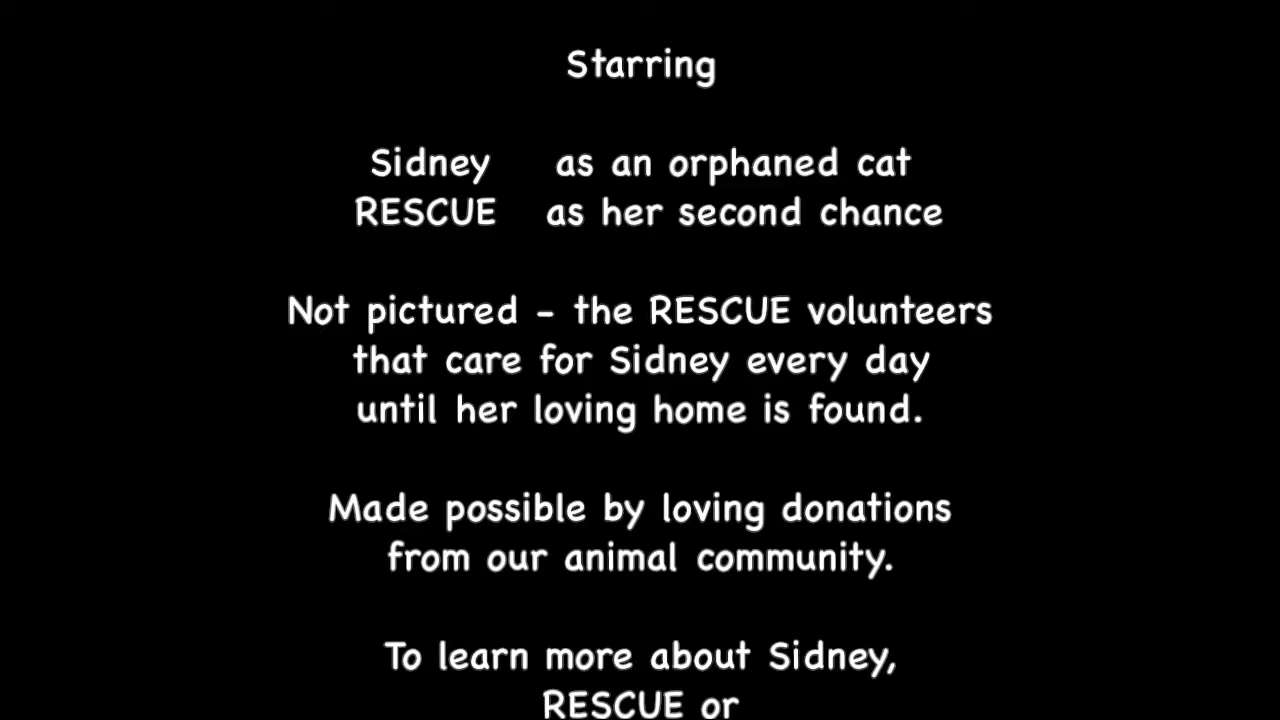 Starring
Sidney as an orphaned cat
RESCUE as her second chance
Not pictured - the RESCUE volunteers
that care for Sidney every day
until her loving home is found.
Made possible by loving donations
from our animal community.
To learn more about Sidney,
RESCUE or